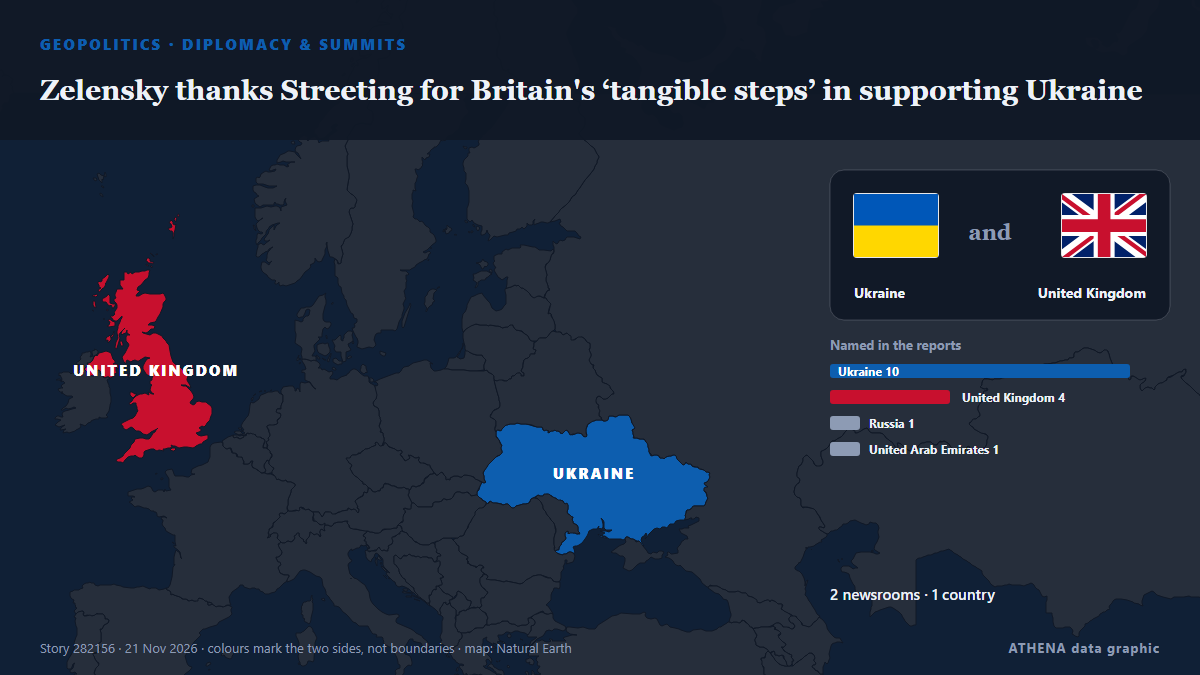 GEOPOLITICS · DIPLOMACY & SUMMITS
Zelensky thanks Streeting for Britain's ‘tangible steps’ in supporting Ukraine
and
Ukraine
United Kingdom
Named in the reports
Ukraine 10
United Kingdom 4
Russia 1
United Arab Emirates 1
UNITED KINGDOM
UKRAINE
2 newsrooms · 1 country
Story 282156 · 21 Nov 2026 · colours mark the two sides, not boundaries · map: Natural Earth
ATHENA data graphic